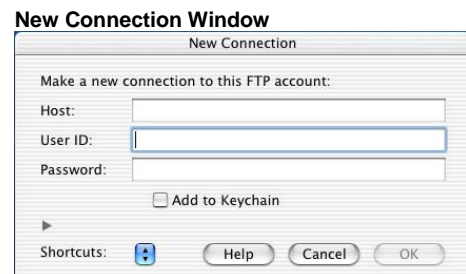 New Connection Window
New Connection
Make a new connection to this FTP account:
Host:
User ID:
Password:
Add to Keychain
Shortcuts: Help Cancel OK